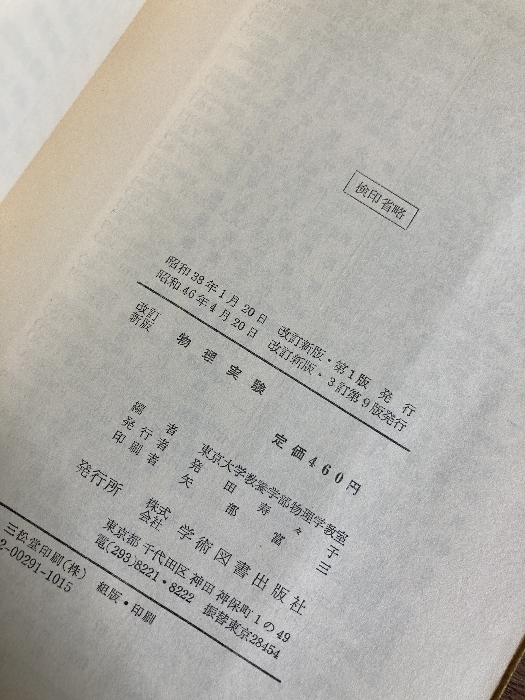 検印省略
昭和38年1月20日 改訂新版・第1版 発行
昭和46年4月20日 改訂新版・3訂第9版発行
改訂
新版 物理実験
定価460円
編者 東京大学教養学部物理学教室
発行者 発田寿々子
印刷者 矢部富三
発行所 株式
会社 学術図書出版社
東京都千代田区神田神保町1の49
電(293)8221・8222 振替東京28454
三松堂印刷(株) 組版・印刷
2-00291-1015